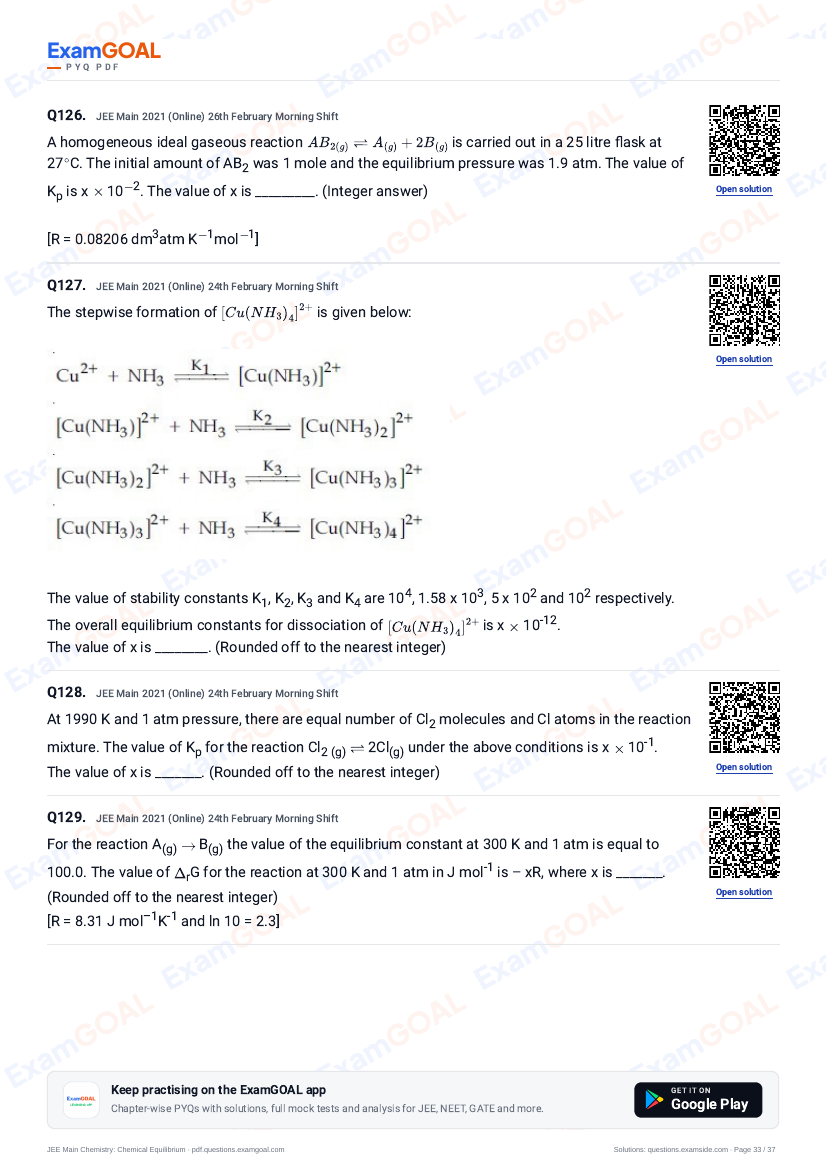 ExamGOAL
PYQ PDF
Q126. JEE Main 2021 (Online) 26th February Morning Shift
A homogeneous ideal gaseous reaction AB₂₍g₎ ⇌ A₍g₎ + 2B₍g₎ is carried out in a 25 litre flask at
27°C. The initial amount of AB₂ was 1 mole and the equilibrium pressure was 1.9 atm. The value of
Kp is x × 10⁻². The value of x is ________. (Integer answer)
[R = 0.08206 dm³atm K⁻¹mol⁻¹]
Open solution
Q127. JEE Main 2021 (Online) 24th February Morning Shift
The stepwise formation of [Cu(NH₃)₄]²⁺ is given below:
Open solution
Cu²⁺ + NH₃ ⇌ K₁ [Cu(NH₃)]²⁺
[Cu(NH₃)]²⁺ + NH₃ ⇌ K₂ [Cu(NH₃)₂]²⁺
[Cu(NH₃)₂]²⁺ + NH₃ ⇌ K₃ [Cu(NH₃)₃]²⁺
[Cu(NH₃)₃]²⁺ + NH₃ ⇌ K₄ [Cu(NH₃)₄]²⁺
The value of stability constants K₁, K₂, K₃ and K₄ are 10⁴, 1.58 x 10³, 5 x 10² and 10² respectively.
The overall equilibrium constants for dissociation of [Cu(NH₃)₄]²⁺ is x × 10⁻¹².
The value of x is _______. (Rounded off to the nearest integer)
Q128. JEE Main 2021 (Online) 24th February Morning Shift
At 1990 K and 1 atm pressure, there are equal number of Cl₂ molecules and Cl atoms in the reaction
mixture. The value of Kp for the reaction Cl₂ ₍g₎ ⇌ 2Cl₍g₎ under the above conditions is x × 10⁻¹.
The value of x is ______. (Rounded off to the nearest integer)
Open solution
Q129. JEE Main 2021 (Online) 24th February Morning Shift
For the reaction A₍g₎ → B₍g₎ the value of the equilibrium constant at 300 K and 1 atm is equal to
100.0. The value of ΔrG for the reaction at 300 K and 1 atm in J mol⁻¹ is – xR, where x is ______.
(Rounded off to the nearest integer)
[R = 8.31 J mol⁻¹K⁻¹ and ln 10 = 2.3]
Open solution
Keep practising on the ExamGOAL app
Chapter-wise PYQs with solutions, full mock tests and analysis for JEE, NEET, GATE and more.
GET IT ON
Google Play
JEE Main Chemistry: Chemical Equilibrium · pdf.questions.examgoal.com
Solutions: questions.examside.com · Page 33 / 37